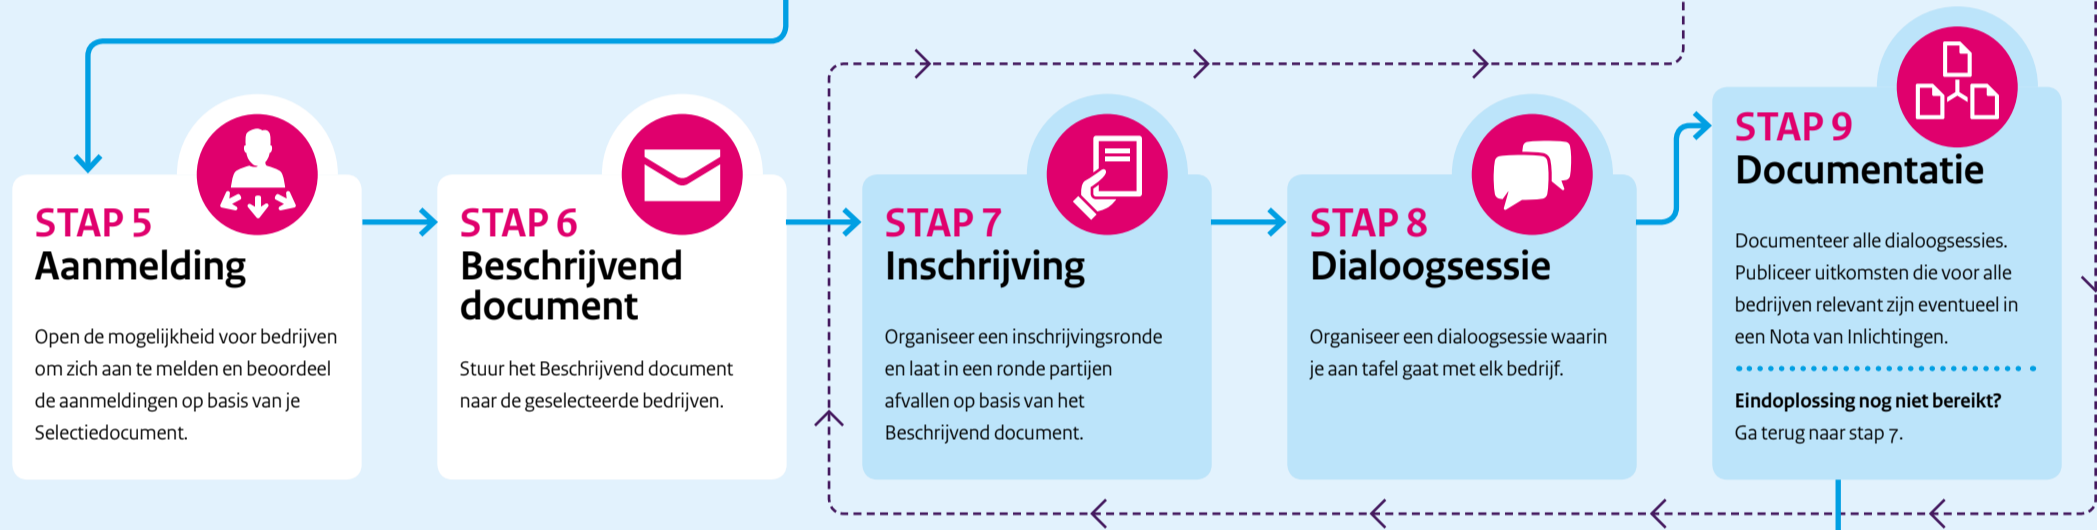 STAP 5
Aanmelding
Open de mogelijkheid voor bedrijven
om zich aan te melden en beoordeel
de aanmeldingen op basis van je
Selectiedocument.
STAP 6
Beschrijvend
document
Stuur het Beschrijvend document
naar de geselecteerde bedrijven.
STAP 7
Inschrijving
Organiseer een inschrijvingsronde
en laat in een ronde partijen
afvallen op basis van het
Beschrijvend document.
STAP 8
Dialoogsessie
Organiseer een dialoogsessie waarin
je aan tafel gaat met elk bedrijf.
STAP 9
Documentatie
Documenteer alle dialoogsessies.
Publiceer uitkomsten die voor alle
bedrijven relevant zijn eventueel in
een Nota van Inlichtingen.
Eindoplossing nog niet bereikt?
Ga terug naar stap 7.